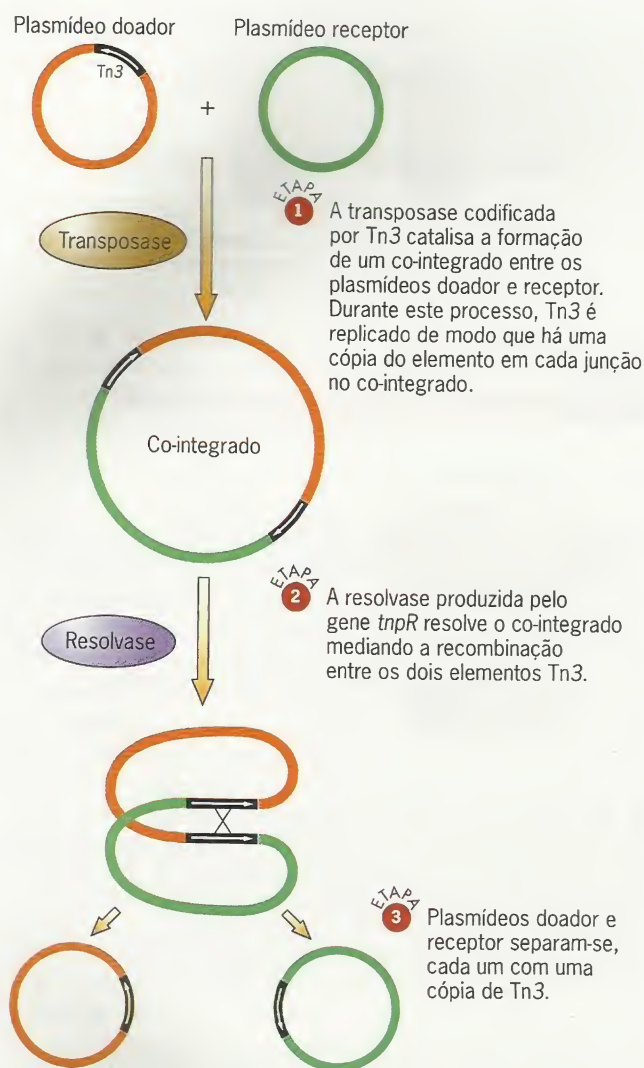 Plasmídeo doador
Plasmídeo receptor
Tn3
+
ETAPA
1
A transposase codificada
por Tn3 catalisa a formação
de um co-integrado entre os
plasmídeos doador e receptor.
Durante este processo, Tn3 é
replicado de modo que há uma
cópia do elemento em cada junção
no co-integrado.
Transposase
Co-integrado
ETAPA
2
A resolvase produzida pelo
gene tnpR resolve o co-integrado
mediando a recombinação
entre os dois elementos Tn3.
Resolvase
ETAPA
3
Plasmídeos doador e
receptor separam-se,
cada um com uma
cópia de Tn3.